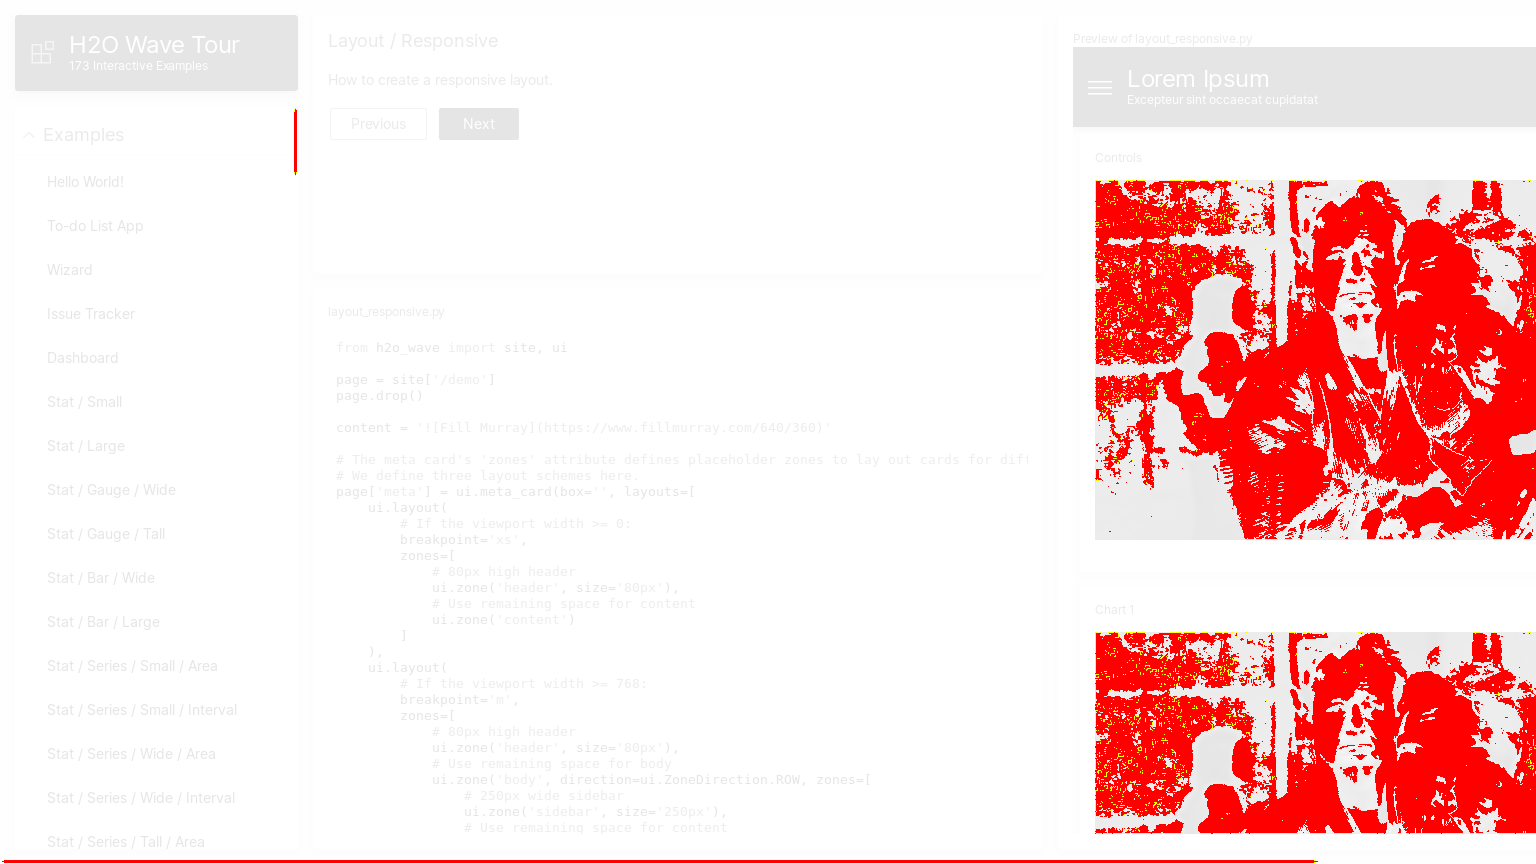 H2O Wave Tour
173 Interactive Examples
Examples
Hello World!
To-do List App
Wizard
Issue Tracker
Dashboard
Stat / Small
Stat / Large
Stat / Gauge / Wide
Stat / Gauge / Tall
Stat / Bar / Wide
Stat / Bar / Large
Stat / Series / Small / Area
Stat / Series / Small / Interval
Stat / Series / Wide / Area
Stat / Series / Wide / Interval
Stat / Series / Tall / Area
Layout / Responsive
How to create a responsive layout.
Previous
Next
layout_responsive.py
from h2o_wave import site, ui
page = site['/demo']
page.drop()
content = '![Fill Murray](https://www.fillmurray.com/640/360)'
# The meta card's 'zones' attribute defines placeholder zones to lay out cards for dif
# We define three layout schemes here.
page['meta'] = ui.meta_card(box='', layouts=[
    ui.layout(
        # If the viewport width >= 0:
        breakpoint='xs',
        zones=[
            # 80px high header
            ui.zone('header', size='80px'),
            # Use remaining space for content
            ui.zone('content')
        ]
    ),
    ui.layout(
        # If the viewport width >= 768:
        breakpoint='m',
        zones=[
            # 80px high header
            ui.zone('header', size='80px'),
            # Use remaining space for body
            ui.zone('body', direction=ui.ZoneDirection.ROW, zones=[
                # 250px wide sidebar
                ui.zone('sidebar', size='250px'),
                # Use remaining space for content
Preview of layout_responsive.py
Lorem Ipsum
Excepteur sint occaecat cupidatat
Controls
Chart 1